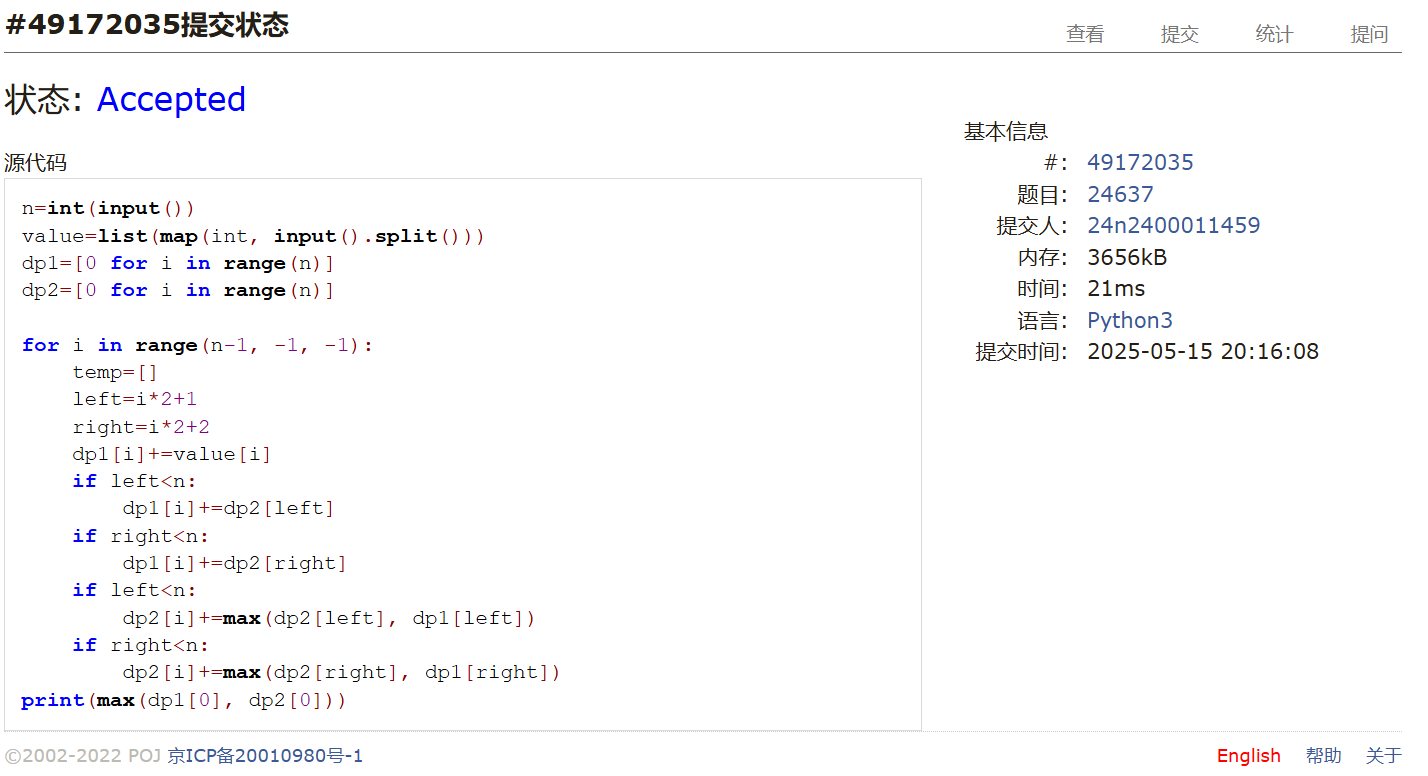 #49172035提交状态
查看 提交 统计 提问
状态: Accepted
源代码
n=int(input())
value=list(map(int, input().split()))
dp1=[0 for i in range(n)]
dp2=[0 for i in range(n)]
for i in range(n-1, -1, -1):
    temp=[]
    left=i*2+1
    right=i*2+2
    dp1[i]+=value[i]
    if left<n:
        dp1[i]+=dp2[left]
    if right<n:
        dp1[i]+=dp2[right]
    if left<n:
        dp2[i]+=max(dp2[left], dp1[left])
    if right<n:
        dp2[i]+=max(dp2[right], dp1[right])
print(max(dp1[0], dp2[0]))
基本信息
#: 49172035
题目: 24637
提交人: 24n2400011459
内存: 3656kB
时间: 21ms
语言: Python3
提交时间: 2025-05-15 20:16:08
©2002-2022 POJ 京ICP备20010980号-1
English 帮助 关于